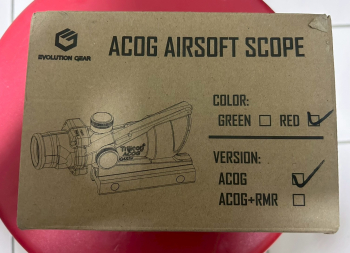 EVOLUTION GEAR
ACOG AIRSOFT SCOPE
COLOR:
GREEN RED
VERSION:
ACOG
ACOG+RMR